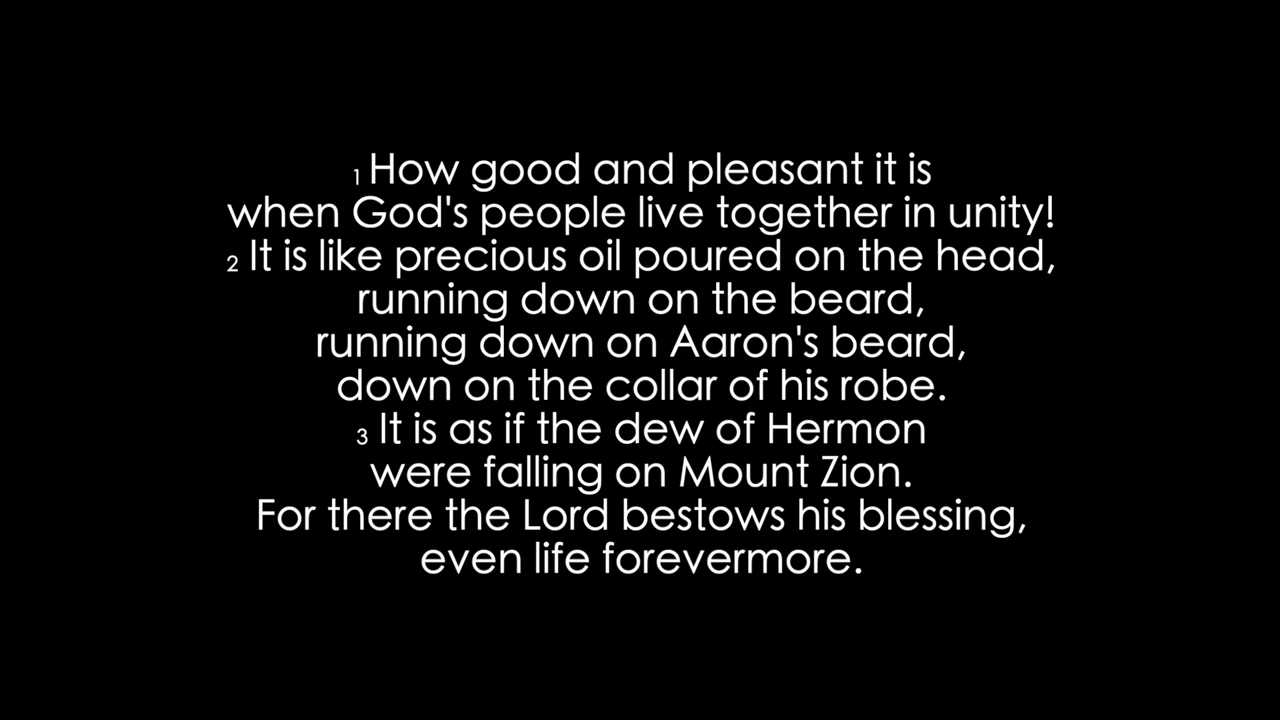 1 How good and pleasant it is
when God's people live together in unity!
2 It is like precious oil poured on the head,
running down on the beard,
running down on Aaron's beard,
down on the collar of his robe.
3 It is as if the dew of Hermon
were falling on Mount Zion.
For there the Lord bestows his blessing,
even life forevermore.